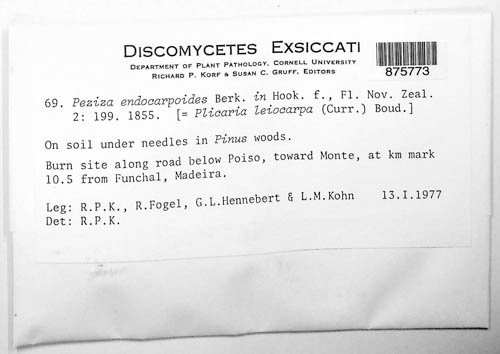 DISCOMYCETES EXSICCATI
DEPARTMENT OF PLANT PATHOLOGY, CORNELL UNIVERSITY
RICHARD P. KORF & SUSAN C. GRUFF, EDITORS
875773
69. Peziza endocarpoides Berk. in Hook. f., Fl. Nov. Zeal.
2: 199. 1855. [= Plicaria leiocarpa (Curr.) Boud.]
On soil under needles in Pinus woods.
Burn site along road below Poiso, toward Monte, at km mark
10.5 from Funchal, Madeira.
Leg: R.P.K., R.Fogel, G.L.Hennebert & L.M.Kohn 13.I.1977
Det: R.P.K.